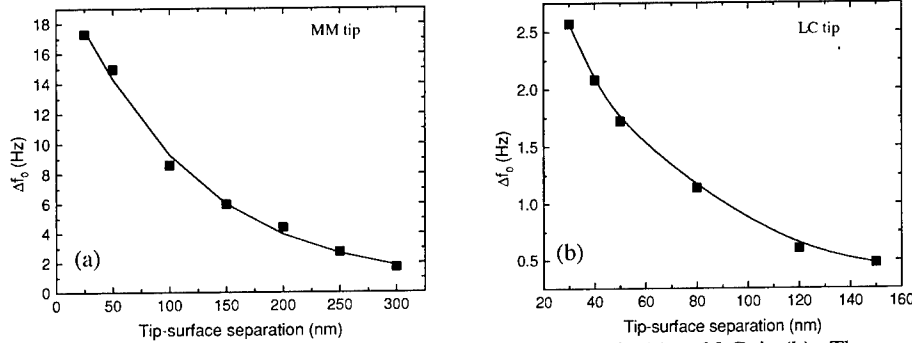 MM tip
18
16
14
12
10
8
6
4
2
0
Δf₀ (Hz)
(a)
0 50 100 150 200 250 300
Tip-surface separation (nm)
LC tip
2.5
2.0
1.5
1.0
0.5
Δf₀ (Hz)
(b)
20 40 60 80 100 120 140 160
Tip-surface separation (nm)
(b). The